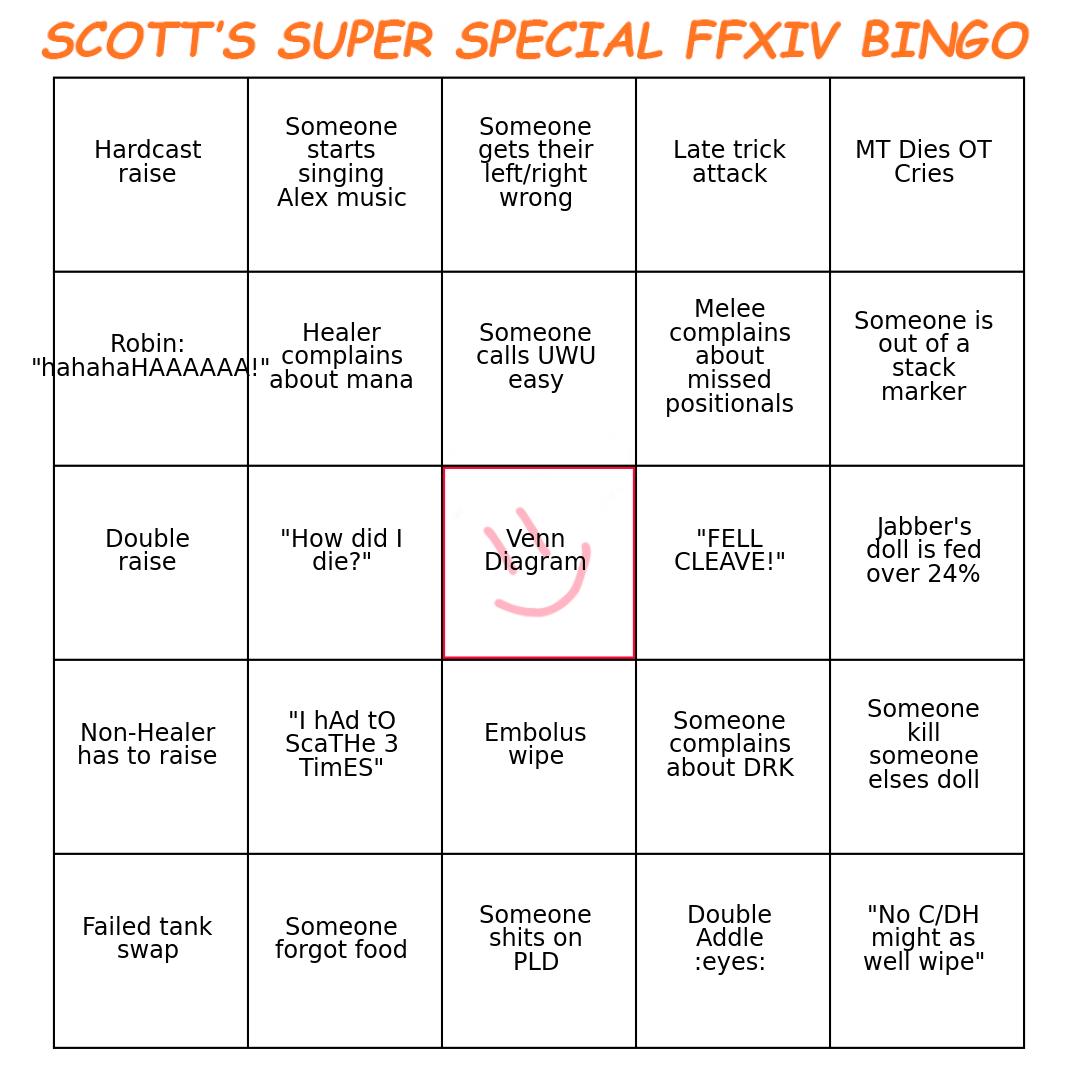 SCOTT'S SUPER SPECIAL FFXIV BINGO
Hardcast
raise
Someone
starts
singing
Alex music
Someone
gets their
left/right
wrong
Late trick
attack
MT Dies OT
Cries
Robin:
"hahahaHAAAAAA!"
Healer
complains
about mana
Someone
calls UWU
easy
Melee
complains
about
missed
positionals
Someone is
out of a
stack
marker
Double
raise
"How did I
die?"
Venn
Diagram
"FELL
CLEAVE!"
Jabber's
doll is fed
over 24%
Non-Healer
has to raise
"I hAd tO
ScaTHe 3
TimES"
Embolus
wipe
Someone
complains
about DRK
Someone
kill
someone
elses doll
Failed tank
swap
Someone
forgot food
Someone
shits on
PLD
Double
Addle
:eyes:
"No C/DH
might as
well wipe"